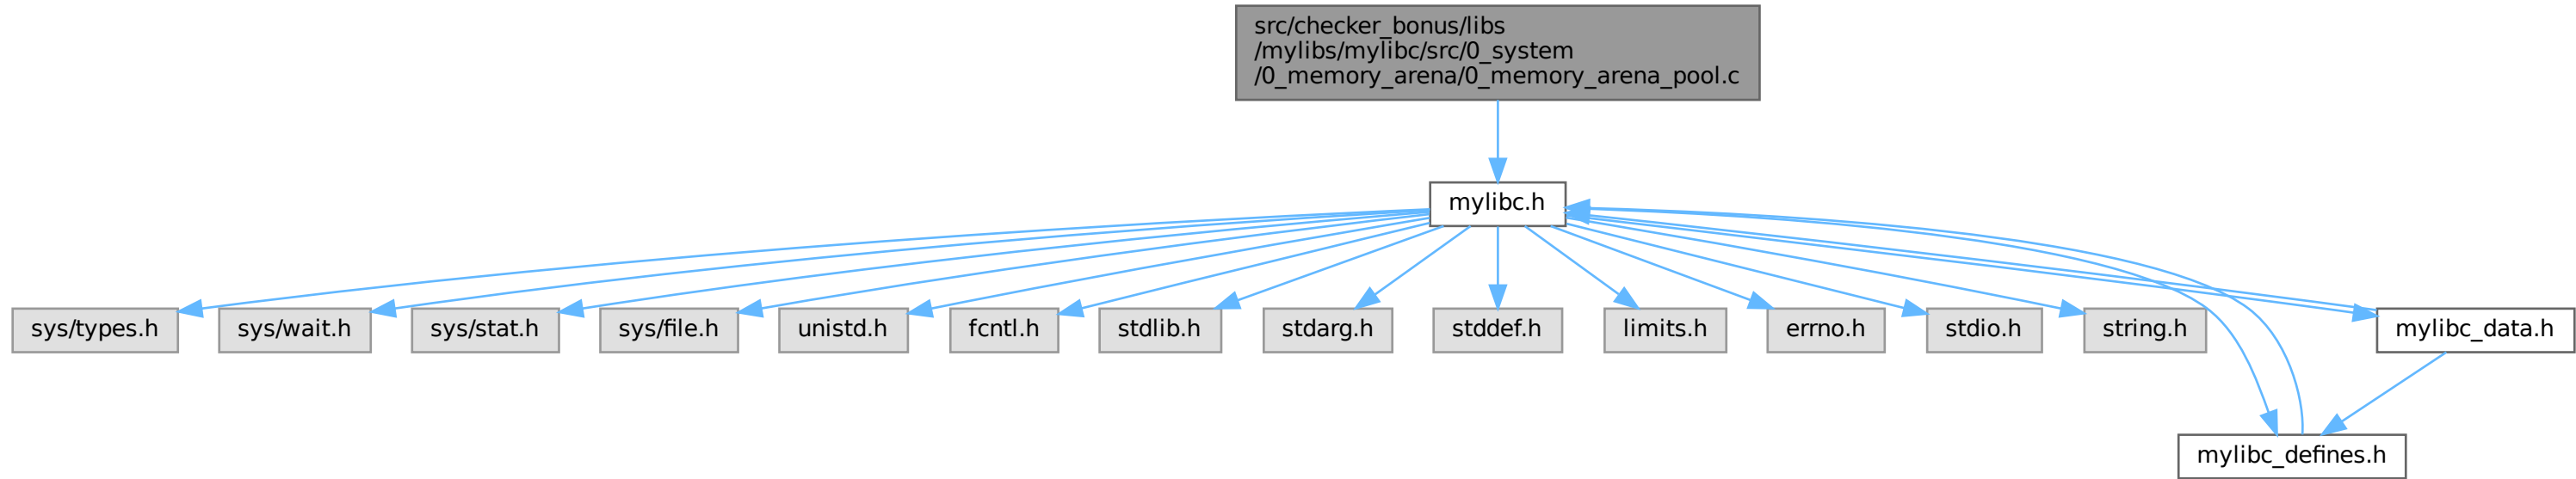 src/checker_bonus/libs
/mylibs/mylibc/src/0_system
/0_memory_arena/0_memory_arena_pool.c
mylibc.h
sys/types.h
sys/wait.h
sys/stat.h
sys/file.h
unistd.h
fcntl.h
stdlib.h
stdarg.h
stddef.h
limits.h
errno.h
stdio.h
string.h
mylibc_data.h
mylibc_defines.h